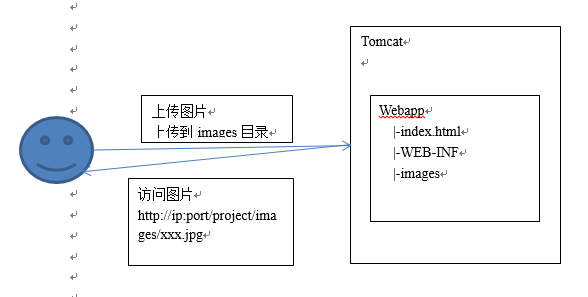 Tomcat
上传图片
上传到 images 目录
Webapp
|-index.html
|-WEB-INF
|-images
访问图片
http://ip:port/project/ima
ges/xxx.jpg